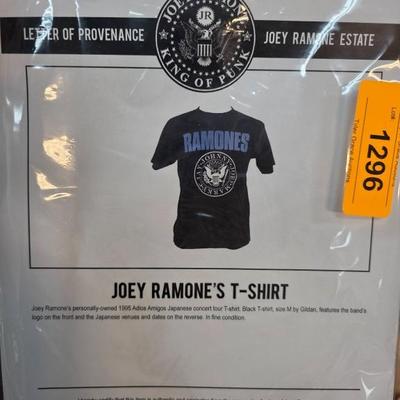 LETTER OF PROVENANCE
JOEY RAMONE ESTATE
JR
KING OF PUNK
Lot#
1296
RAMONES
JOHNNY
JOEY RAMONE'S T-SHIRT
Joey Ramone's personally-owned 1995 Adios Amigos Japanese concert tour T-shirt. Black T-shirt, size M by Gildan, features the band's
logo on the front and the Japanese venues and dates on the reverse. In fine condition.